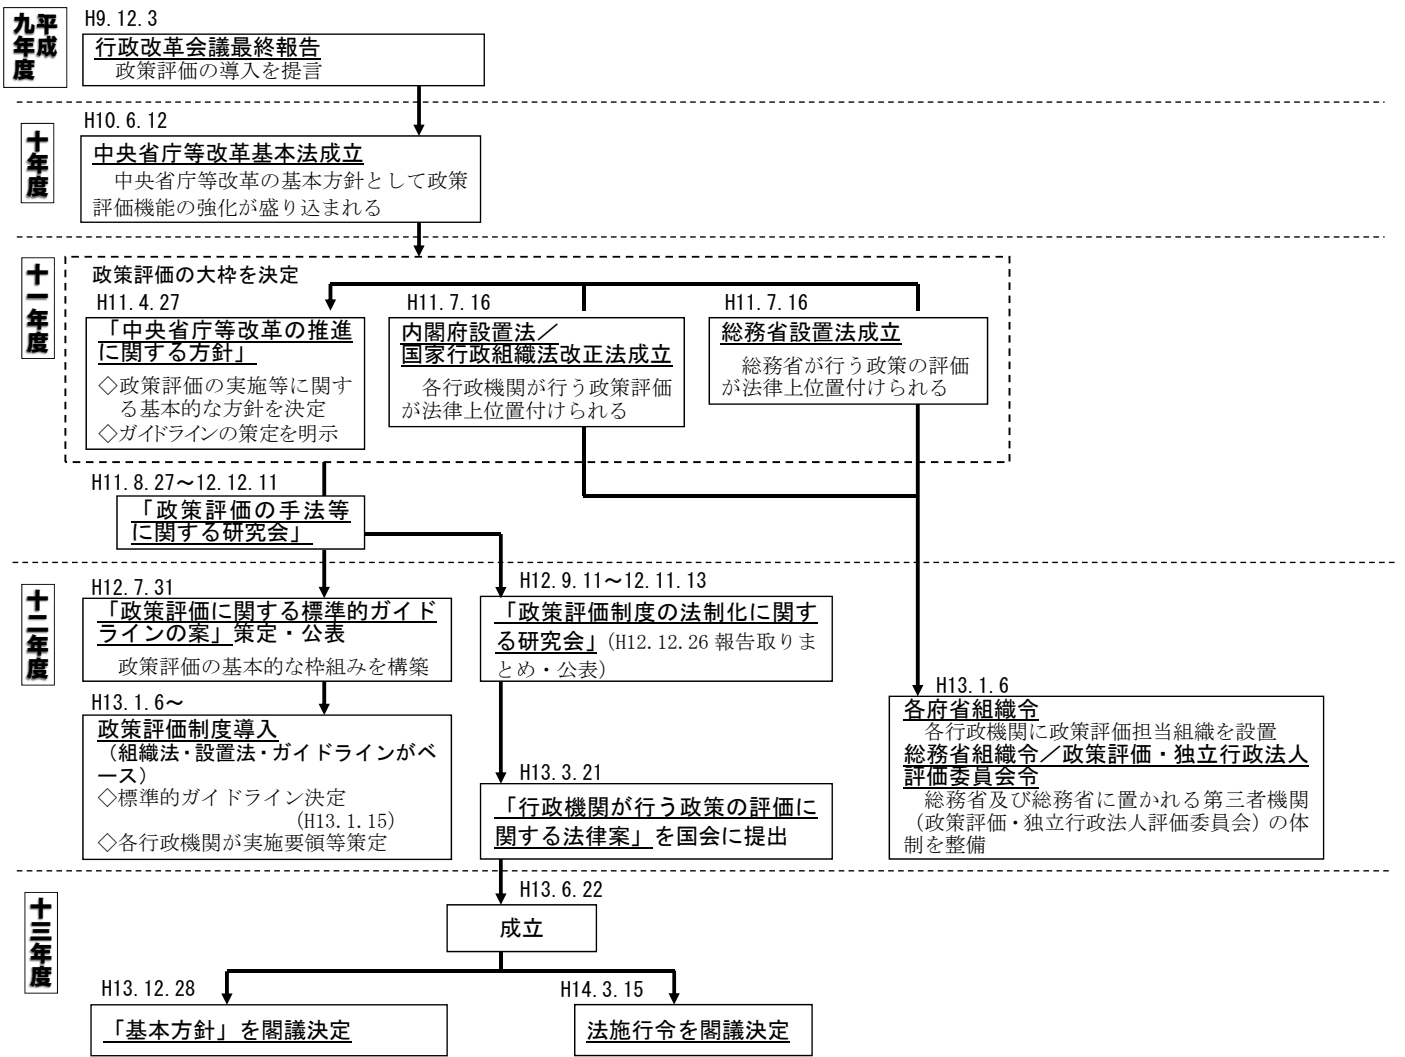 平成
九年度
H9.12.3
行政改革会議最終報告
政策評価の導入を提言
十年度
H10.6.12
中央省庁等改革基本法成立
中央省庁等改革の基本方針として政策
評価機能の強化が盛り込まれる
十一年度
政策評価の大枠を決定
H11.4.27
「中央省庁等改革の推進
に関する方針」
◇政策評価の実施等に関す
る基本的な方針を決定
◇ガイドラインの策定を明示
H11.7.16
内閣府設置法／
国家行政組織法改正法成立
各行政機関が行う政策評価
が法律上位置付けられる
H11.7.16
総務省設置法成立
総務省が行う政策の評価
が法律上位置付けられる
H11.8.27～12.12.11
「政策評価の手法等
に関する研究会」
十二年度
H12.7.31
「政策評価に関する標準的ガイド
ラインの案」策定・公表
政策評価の基本的な枠組みを構築
H13.1.6～
政策評価制度導入
（組織法・設置法・ガイドラインがベ
ース）
◇標準的ガイドライン決定
（H13.1.15）
◇各行政機関が実施要領等策定
H12.9.11～12.11.13
「政策評価制度の法制化に関す
る研究会」（H12.12.26 報告取りま
とめ・公表）
H13.3.21
「行政機関が行う政策の評価に
関する法律案」を国会に提出
H13.1.6
各府省組織令
各行政機関に政策評価担当組織を設置
総務省組織令／政策評価・独立行政法人
評価委員会令
総務省及び総務省に置かれる第三者機関
（政策評価・独立行政法人評価委員会）の体
制を整備
十三年度
H13.6.22
成立
H13.12.28
「基本方針」を閣議決定
H14.3.15
法施行令を閣議決定